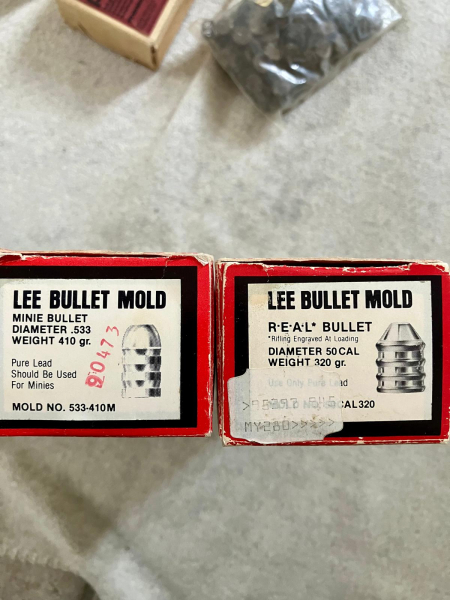 LEE BULLET MOLD
MINIE BULLET
DIAMETER .533
WEIGHT 410 gr.
Pure Lead
Should Be Used
For Minies
90473
MOLD NO. 533-410M
LEE BULLET MOLD
R·E·A·L* BULLET
*Rifling Engraved At Loading
DIAMETER 50 CAL
WEIGHT 320 gr.
Use Only Pure Lead
CAL320